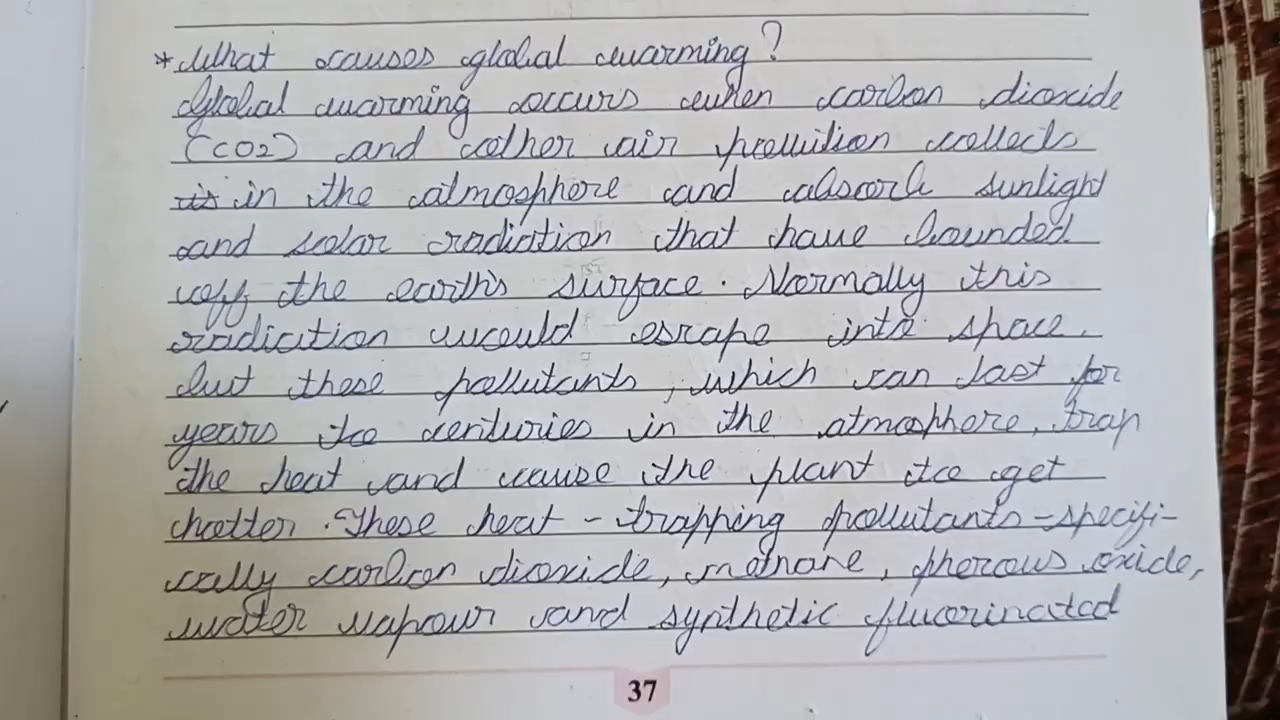 * What causes global warming?
Global warming occurs when carbon dioxide
(CO2) and other air pollution collects
in the atmosphere and absorb sunlight
and solar radiation that have bounded
off the earth's surface. Normally this
radiation would escape into space.
but these pollutants, which can last for
years to centuries in the atmosphere, trap
the heat and cause the plant to get
hotter. These heat - trapping pollutants - specifi-
cally carbon dioxide, methane, oxide,
water vapour and synthetic fluorinated
37